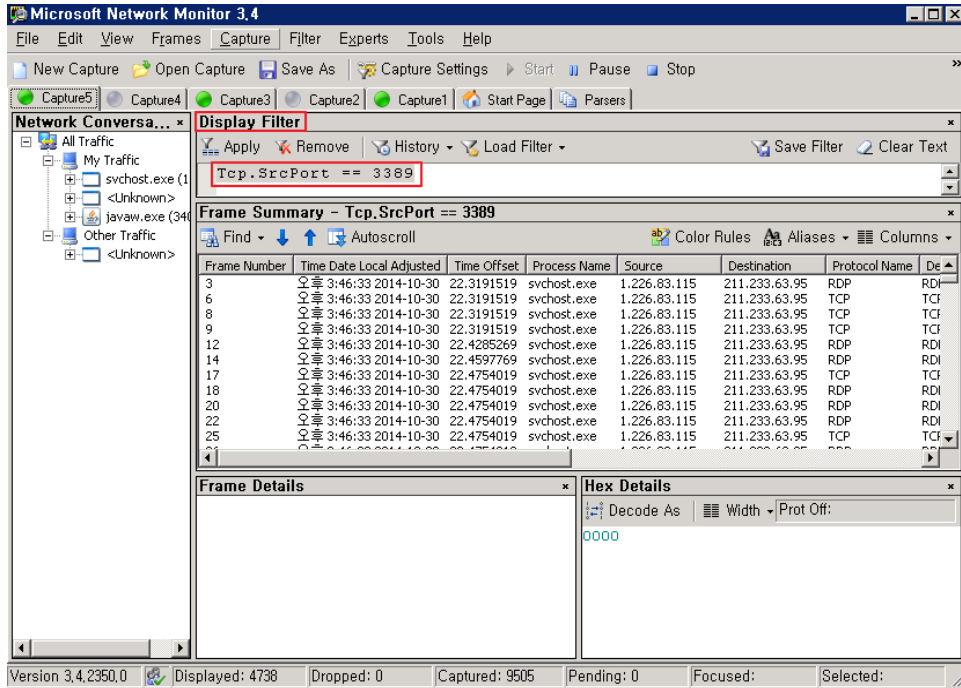 Microsoft Network Monitor 3.4
File Edit View Frames Capture Filter Experts Tools Help
New Capture Open Capture Save As Capture Settings Start Pause Stop »
Capture5 Capture4 Capture3 Capture2 Capture1 Start Page Parsers
Network Conversa... ×
All Traffic
My Traffic
svchost.exe (1
<Unknown>
javaw.exe (340
Other Traffic
<Unknown>
Display Filter ×
Apply Remove History Load Filter Save Filter Clear Text
Tcp.SrcPort == 3389
Frame Summary - Tcp.SrcPort == 3389 ×
Find Autoscroll Color Rules Aliases Columns
Frame Number Time Date Local Adjusted Time Offset Process Name Source Destination Protocol Name De
3 오후 3:46:33 2014-10-30 22.3191519 svchost.exe 1.226.83.115 211.233.63.95 RDP RDI
6 오후 3:46:33 2014-10-30 22.3191519 svchost.exe 1.226.83.115 211.233.63.95 TCP TCF
8 오후 3:46:33 2014-10-30 22.3191519 svchost.exe 1.226.83.115 211.233.63.95 TCP TCF
9 오후 3:46:33 2014-10-30 22.3191519 svchost.exe 1.226.83.115 211.233.63.95 TCP TCF
12 오후 3:46:33 2014-10-30 22.4285269 svchost.exe 1.226.83.115 211.233.63.95 RDP RDI
14 오후 3:46:33 2014-10-30 22.4597769 svchost.exe 1.226.83.115 211.233.63.95 RDP RDI
17 오후 3:46:33 2014-10-30 22.4754019 svchost.exe 1.226.83.115 211.233.63.95 TCP TCF
18 오후 3:46:33 2014-10-30 22.4754019 svchost.exe 1.226.83.115 211.233.63.95 RDP RDI
20 오후 3:46:33 2014-10-30 22.4754019 svchost.exe 1.226.83.115 211.233.63.95 RDP RDI
22 오후 3:46:33 2014-10-30 22.4754019 svchost.exe 1.226.83.115 211.233.63.95 RDP RDI
25 오후 3:46:33 2014-10-30 22.4754019 svchost.exe 1.226.83.115 211.233.63.95 TCP TCF
Frame Details ×
Hex Details ×
Decode As Width Prot Off:
0000
Version 3.4.2350.0 Displayed: 4738 Dropped: 0 Captured: 9505 Pending: 0 Focused: Selected: